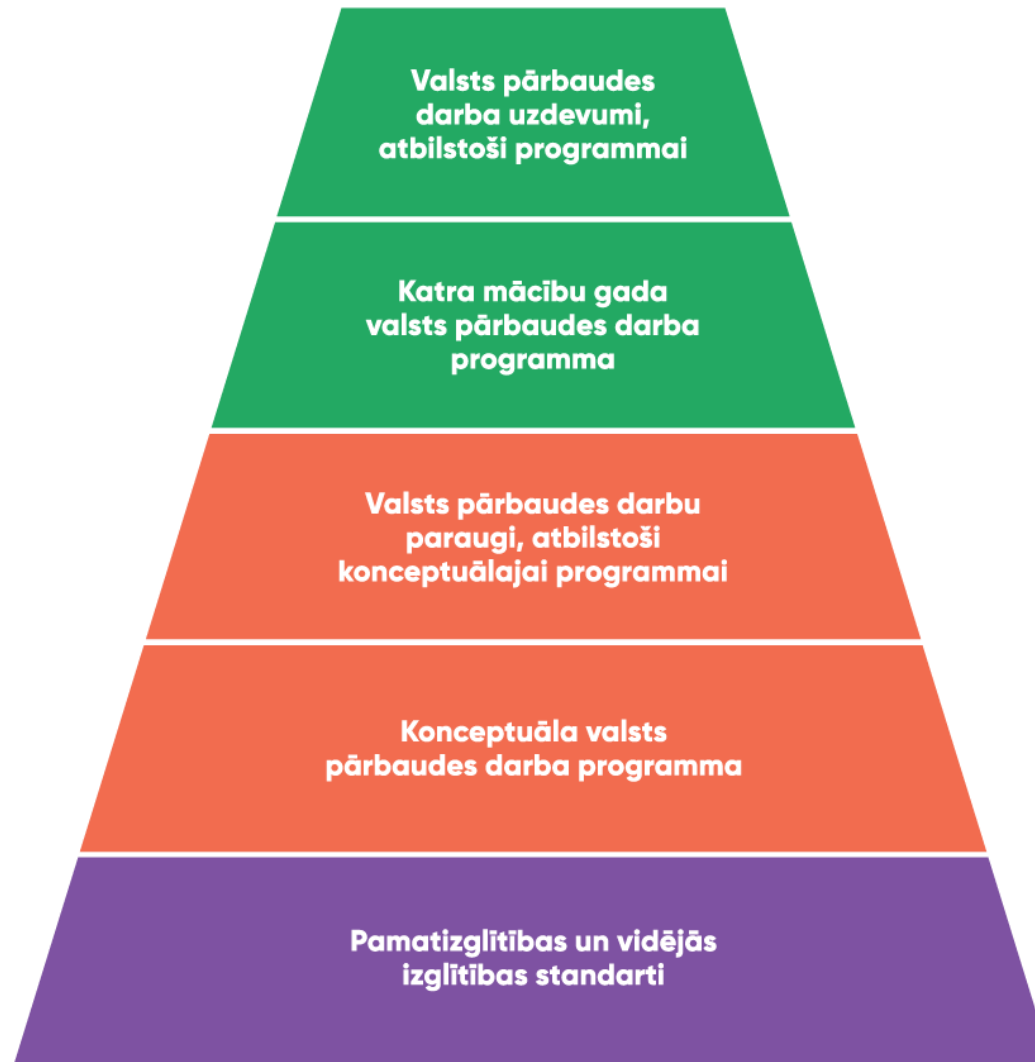 Valsts pārbaudes
darba uzdevumi,
atbilstoši programmai
Katra mācību gada
valsts pārbaudes darba
programma
Valsts pārbaudes darbu
paraugi, atbilstoši
konceptuālajai programmai
Konceptuāla valsts
pārbaudes darba programma
Pamatizglītības un vidējās
izglītības standarti